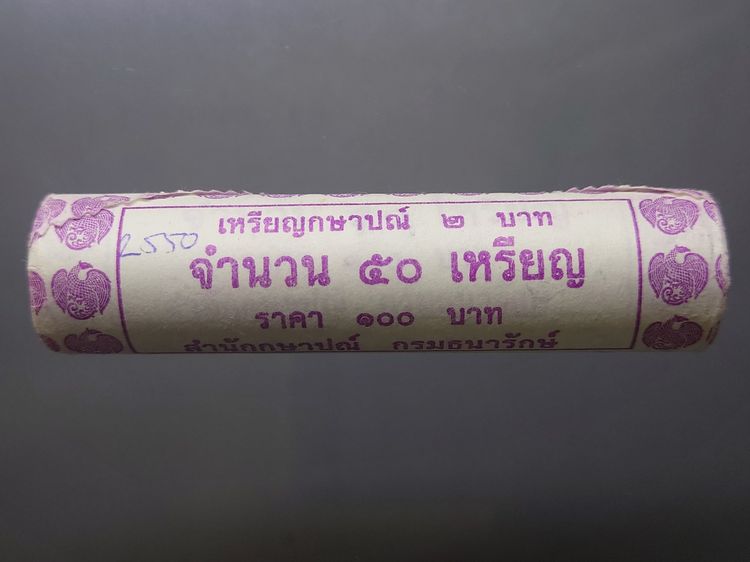 เหรียญกษาปณ์ ๒ บาท
2550
จำนวน ๕๐ เหรียญ
ราคา ๑๐๐ บาท
สำนักกษาปณ์ กรมธนารักษ์